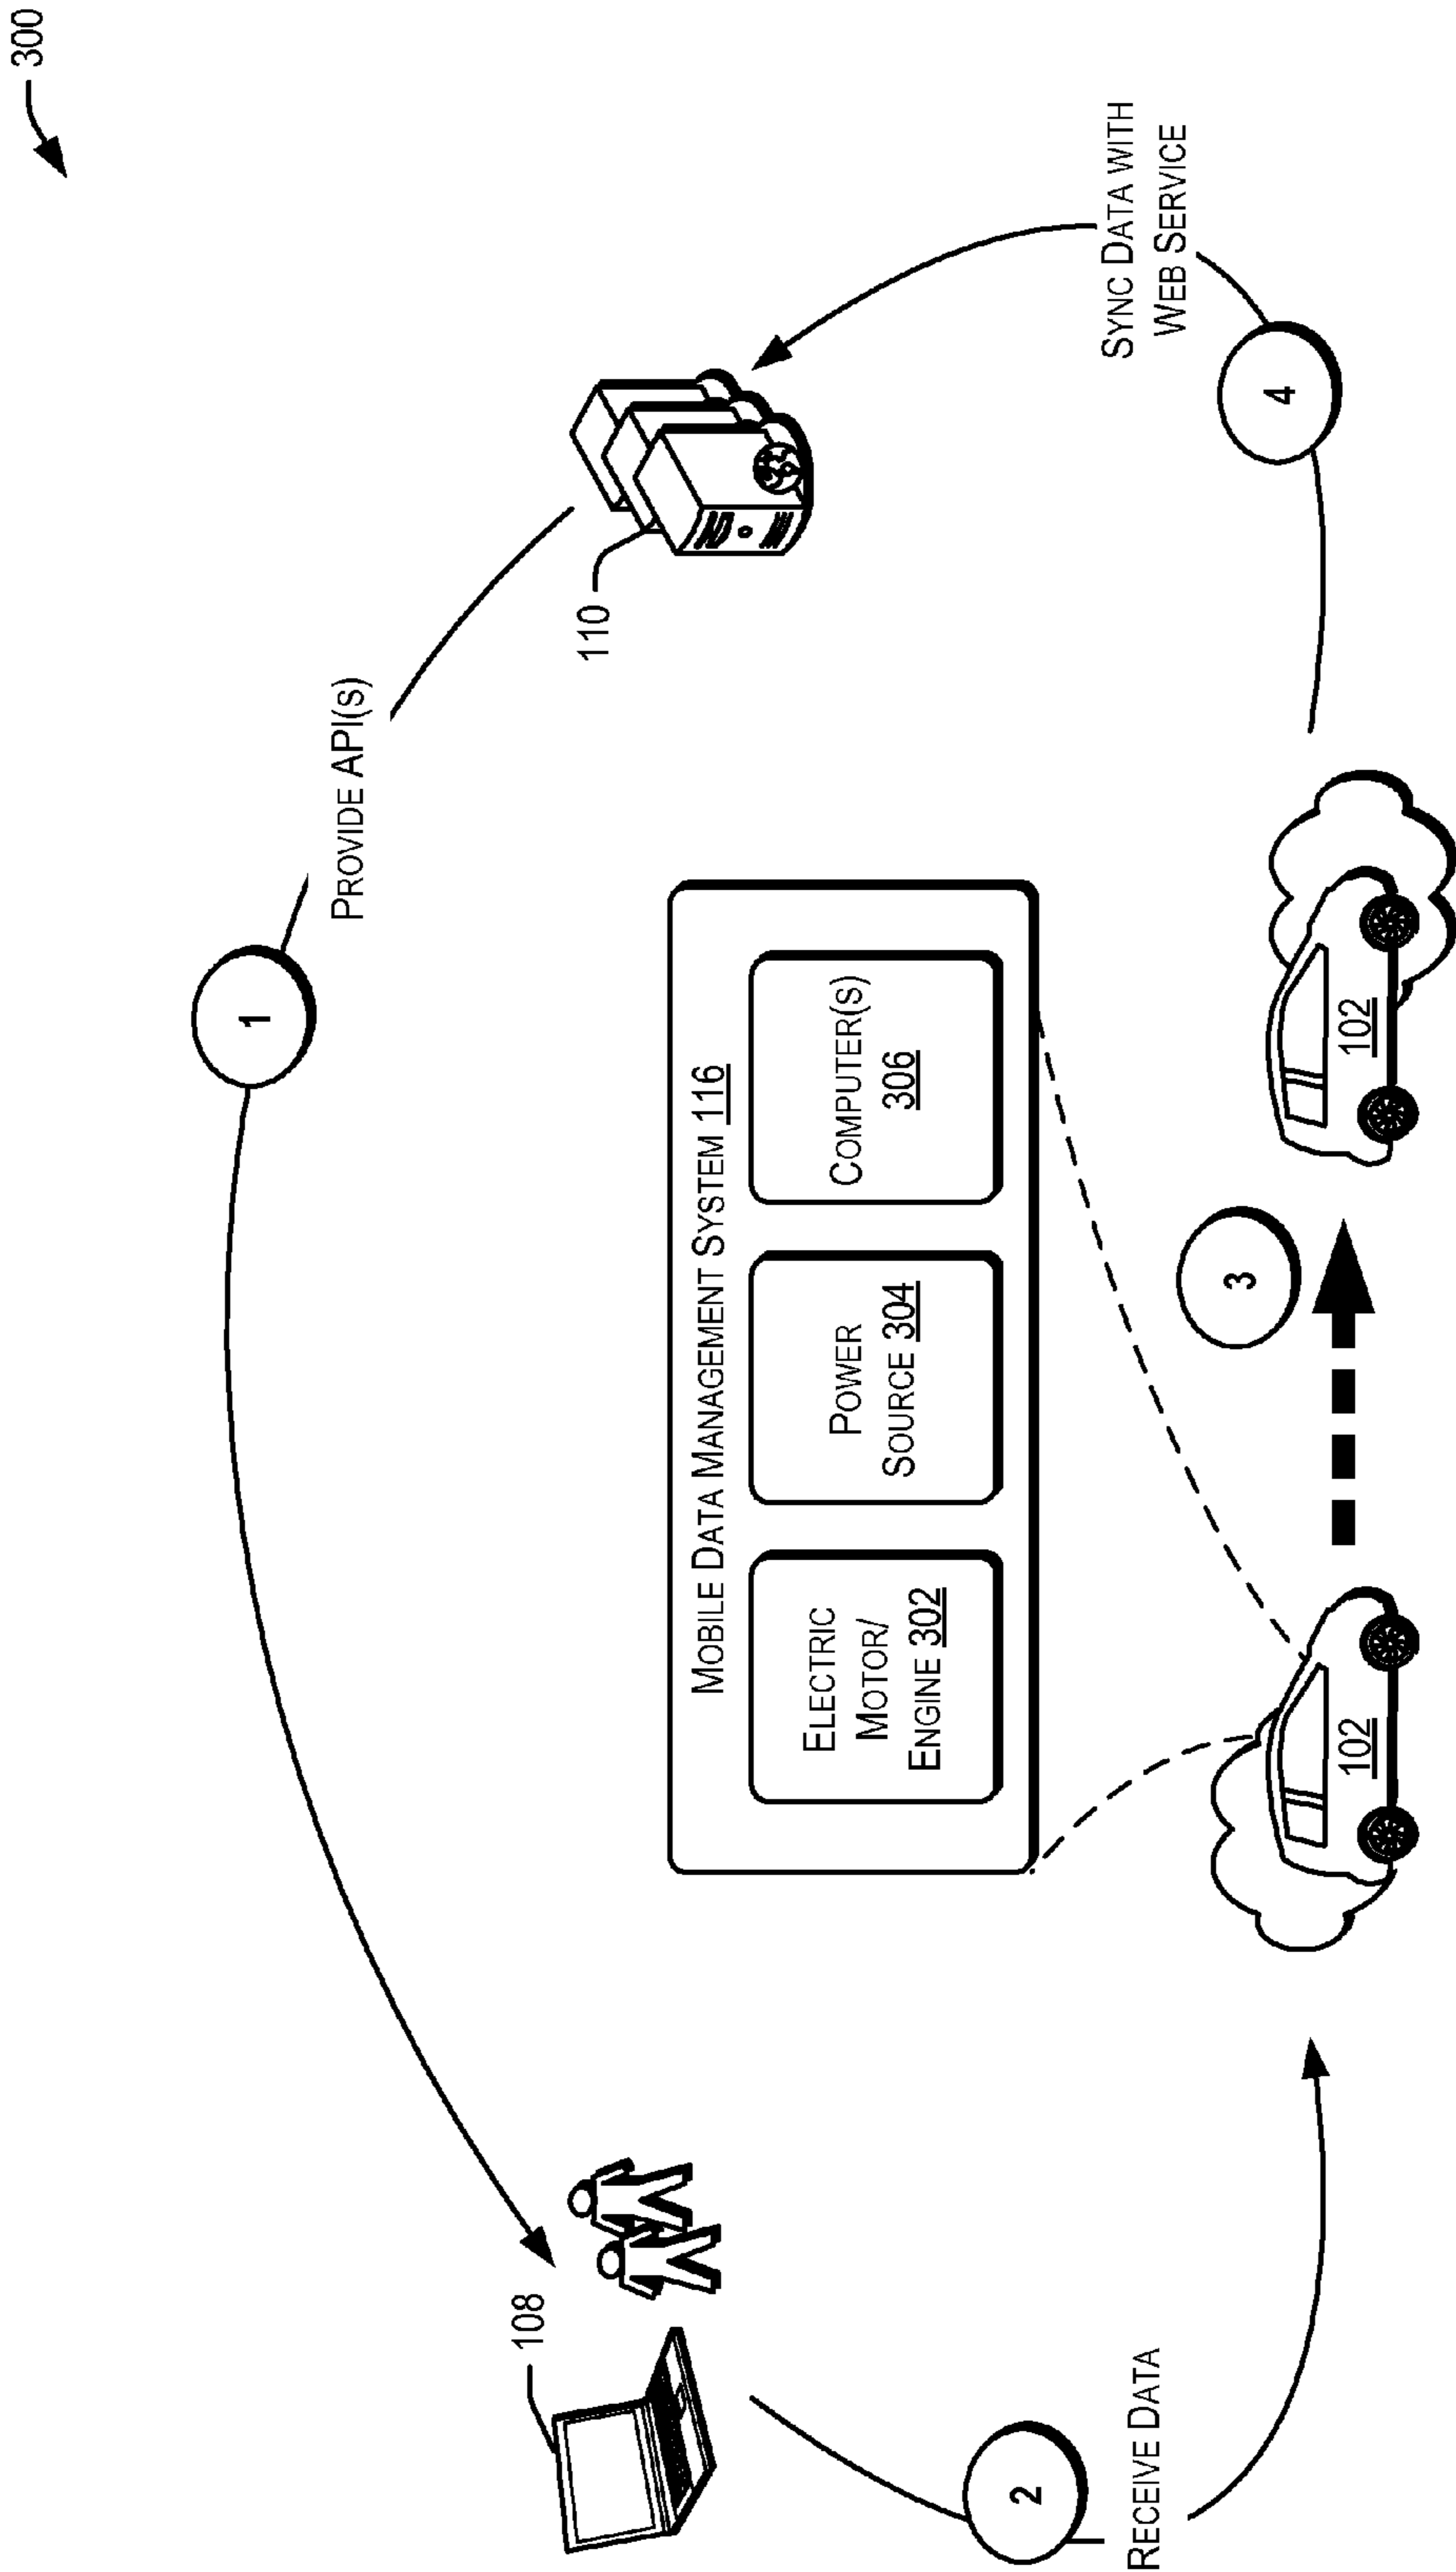 300
1
PROVIDE API(S)
110
108
MOBILE DATA MANAGEMENT SYSTEM 116
ELECTRIC
MOTOR/
ENGINE 302
POWER
SOURCE 304
COMPUTER(S)
306
2
RECEIVE DATA
102
3
102
4
SYNC DATA WITH
WEB SERVICE